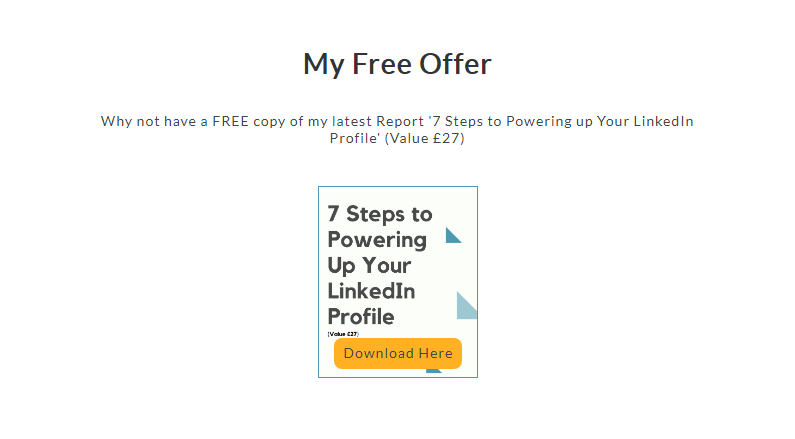 My Free Offer
Why not have a FREE copy of my latest Report '7 Steps to Powering up Your LinkedIn
Profile' (Value £27)
7 Steps to
Powering
Up Your
LinkedIn
Profile
(Value £27)
Download Here